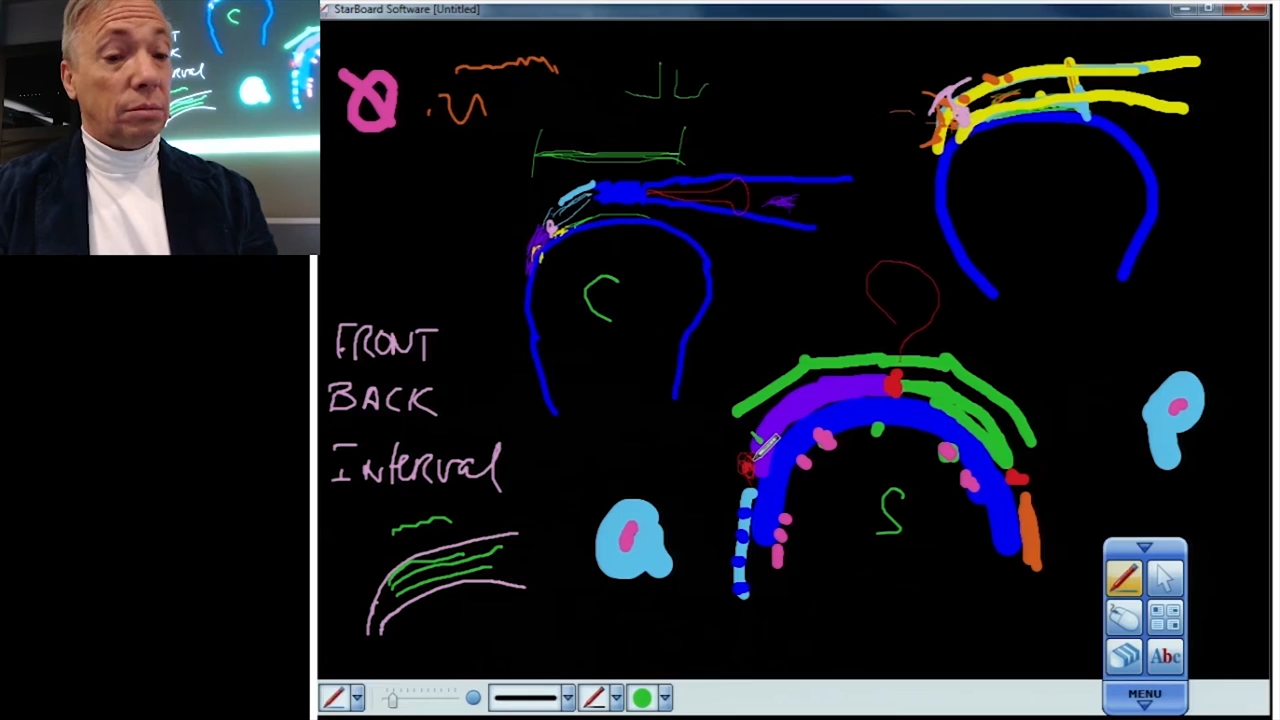 StarBoard Software [Untitled]
C
FRONT
BACK
INTERVAL
S
Abc
MENU